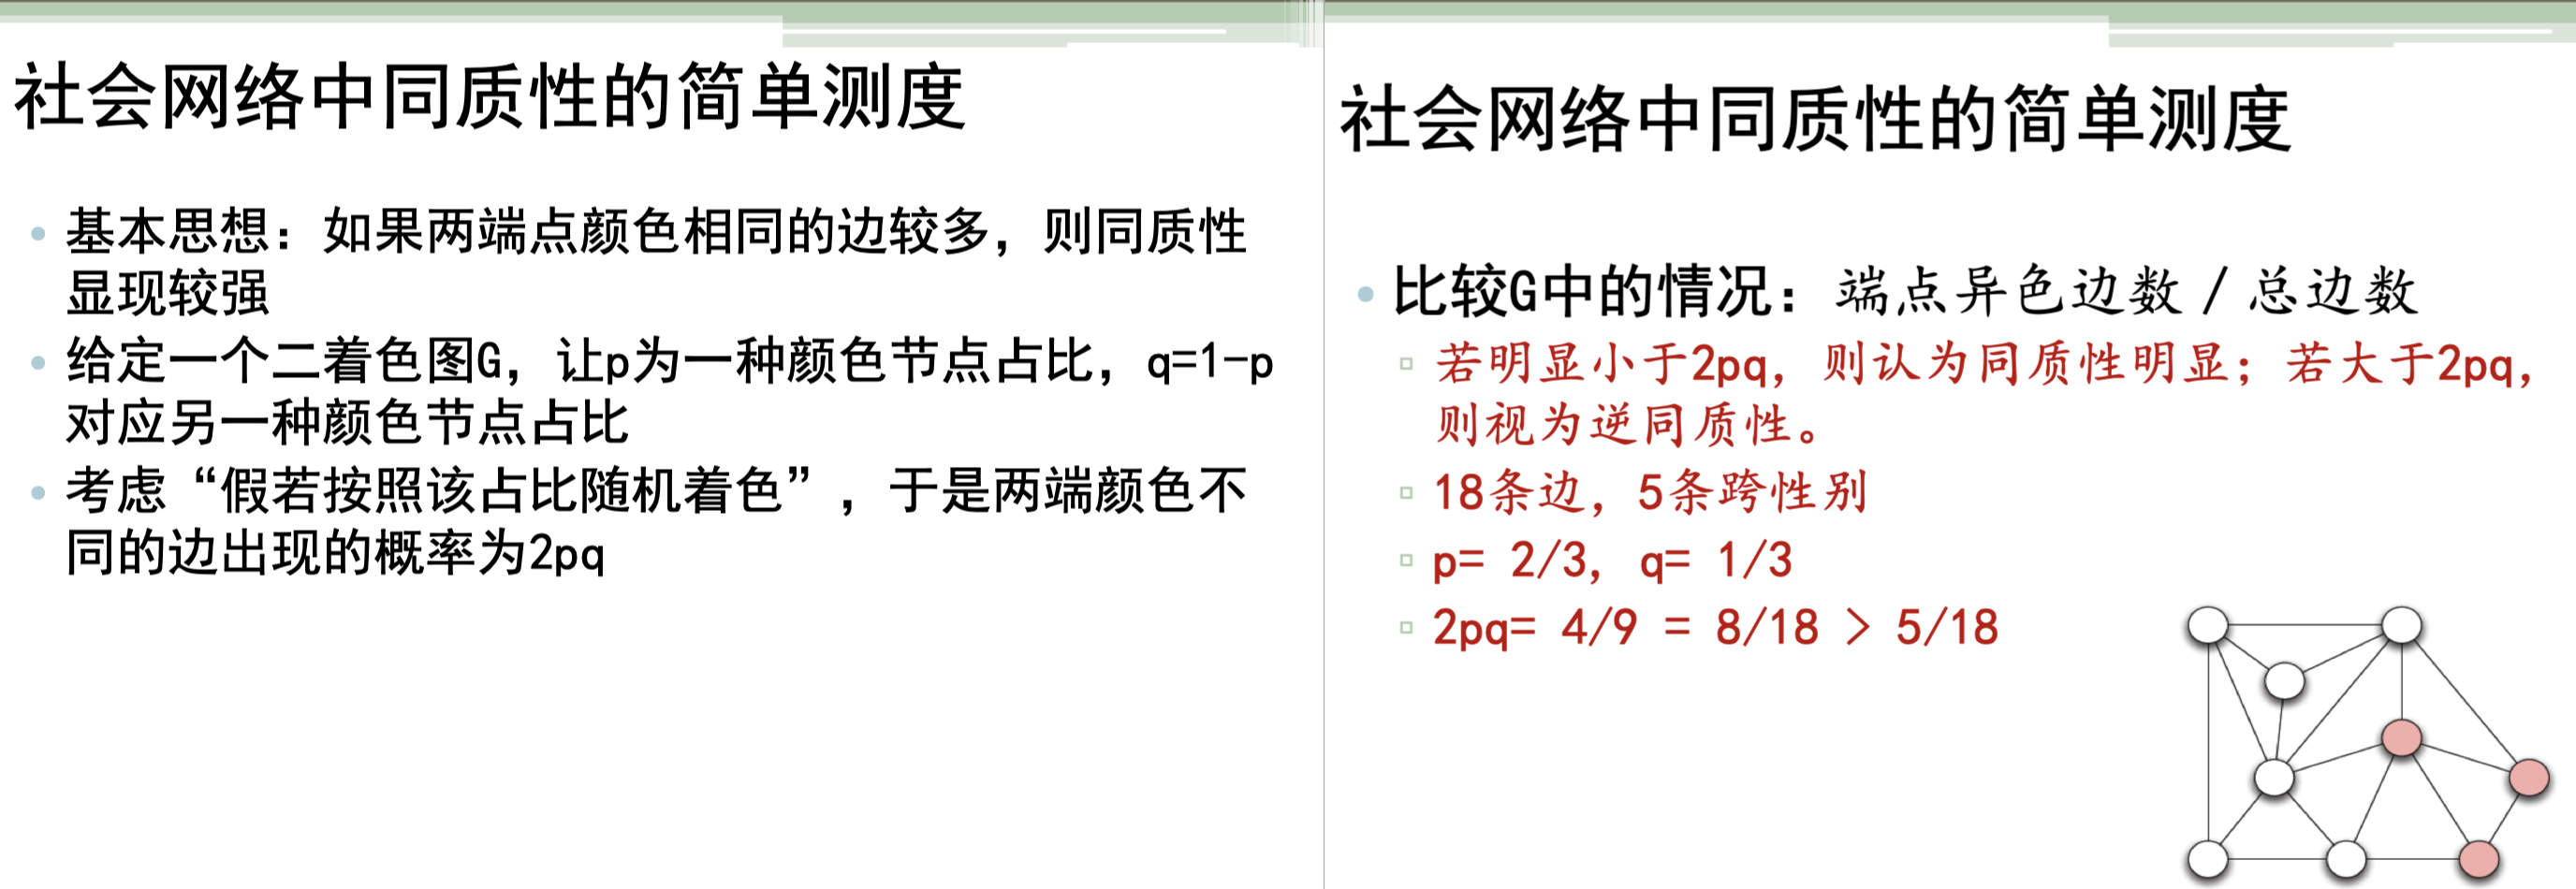 社会网络中同质性的简单测度
基本思想：如果两端点颜色相同的边较多，则同质性
显现较强
给定一个二着色图G，让p为一种颜色节点占比，q=1-p
对应另一种颜色节点占比
考虑“假若按照该占比随机着色”，于是两端颜色不
同的边出现的概率为2pq
社会网络中同质性的简单测度
比较G中的情况：端点异色边数 / 总边数
若明显小于2pq，则认为同质性明显；若大于2pq，
则视为逆同质性。
18条边，5条跨性别
p= 2/3, q= 1/3
2pq= 4/9 = 8/18 > 5/18